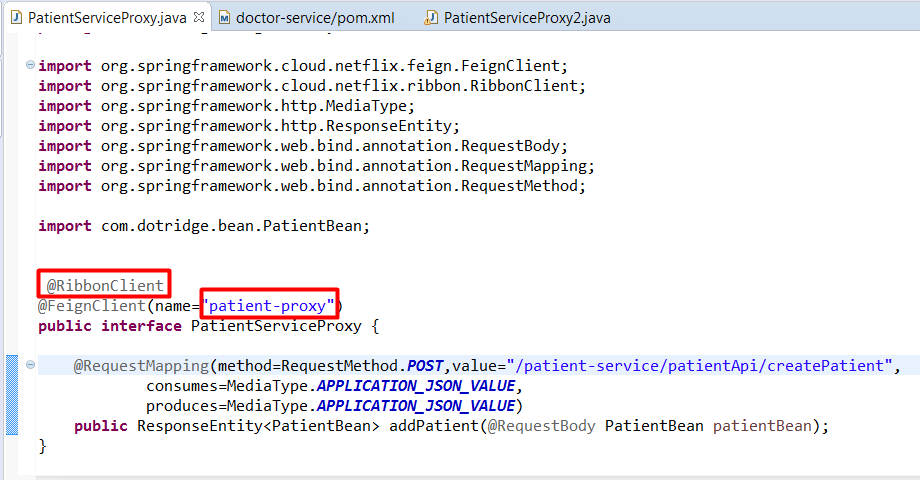 PatientServiceProxy.java doctor-service/pom.xml PatientServiceProxy2.java
import org.springframework.cloud.netflix.feign.FeignClient;
import org.springframework.cloud.netflix.ribbon.RibbonClient;
import org.springframework.http.MediaType;
import org.springframework.http.ResponseEntity;
import org.springframework.web.bind.annotation.RequestBody;
import org.springframework.web.bind.annotation.RequestMapping;
import org.springframework.web.bind.annotation.RequestMethod;
import com.dotridge.bean.PatientBean;
@RibbonClient
@FeignClient(name="patient-proxy")
public interface PatientServiceProxy {
@RequestMapping(method=RequestMethod.POST,value="/patient-service/patientApi/createPatient",
consumes=MediaType.APPLICATION_JSON_VALUE,
produces=MediaType.APPLICATION_JSON_VALUE)
public ResponseEntity<PatientBean> addPatient(@RequestBody PatientBean patientBean);
}